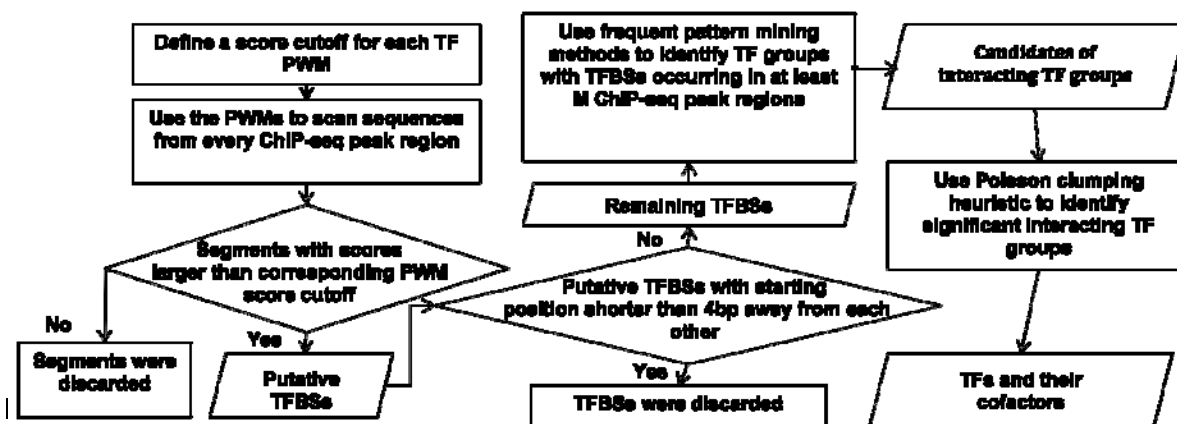 Define a score cutoff for each TF
PWM
Use the PWMs to scan sequences
from every ChIP-seq peak region
Segments with scores
larger than corresponding PWM
score cutoff
No
Yes
Segments were
discarded
Putative
TFBSs
Putative TFBSs with starting
position shorter than 4bp away from each
other
No
Yes
TFBSs were discarded
Remaining TFBSs
Use frequent pattern mining
methods to identify TF groups
with TFBSs occurring in at least
M ChIP-seq peak regions
Candidates of
interacting TF groups
Use Poisson clumping
heuristic to identify
significant interacting TF
groups
TFs and their
cofactors